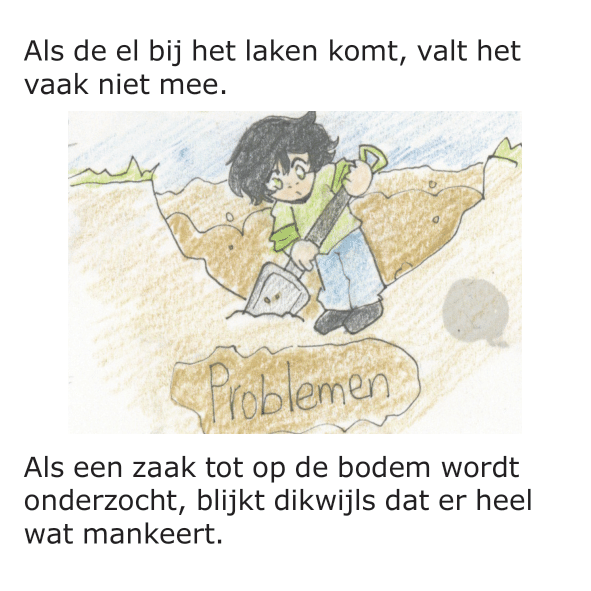 Als de el bij het laken komt, valt het
vaak niet mee.
Problemen
Als een zaak tot op de bodem wordt
onderzocht, blijkt dikwijls dat er heel
wat mankeert.